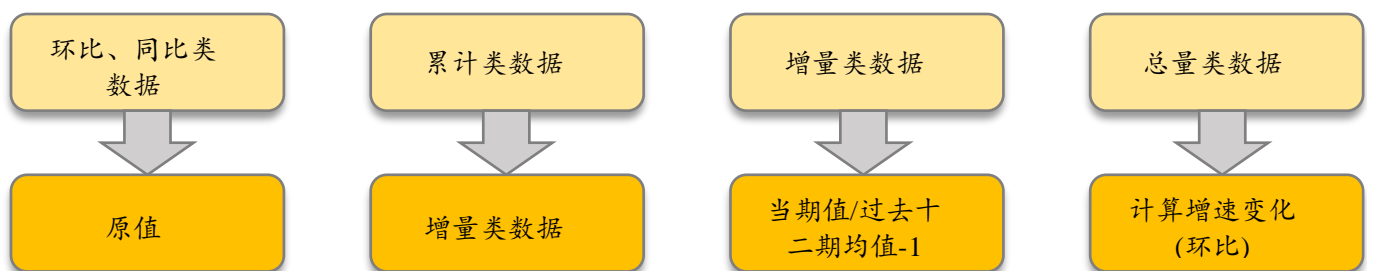 环比、同比类
数据
累计类数据
增量类数据
总量类数据
原值
增量类数据
当期值/过去十
二期均值-1
计算增速变化
(环比)